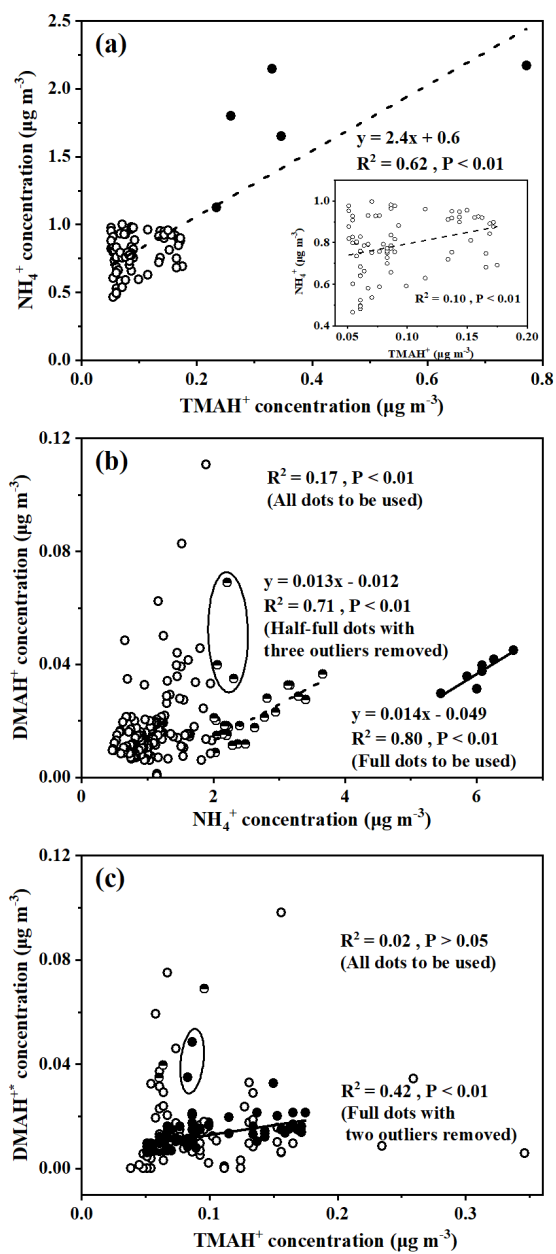 (a)
2.5
2.0
1.5
1.0
0.5
0.0
NH₄⁺ concentration (μg m⁻³)
y = 2.4x + 0.6
R² = 0.62 , P < 0.01
1.0
0.8
0.6
0.4
NH₄⁺ (μg m⁻³)
R² = 0.10 , P < 0.01
0.05 0.10 0.15 0.20
TMAH⁺ (μg m⁻³)
0.0 0.2 0.4 0.6 0.8
TMAH⁺ concentration (μg m⁻³)
(b)
0.12
0.08
0.04
0.00
DMAH⁺ concentration (μg m⁻³)
R² = 0.17 , P < 0.01
(All dots to be used)
y = 0.013x - 0.012
R² = 0.71 , P < 0.01
(Half-full dots with
three outliers removed)
y = 0.014x - 0.049
R² = 0.80 , P < 0.01
(Full dots to be used)
0 2 4 6
NH₄⁺ concentration (μg m⁻³)
(c)
0.12
0.08
0.04
0.00
DMAH⁺* concentration (μg m⁻³)
R² = 0.02 , P > 0.05
(All dots to be used)
R² = 0.42 , P < 0.01
(Full dots with
two outliers removed)
0.0 0.1 0.2 0.3
TMAH⁺ concentration (μg m⁻³)